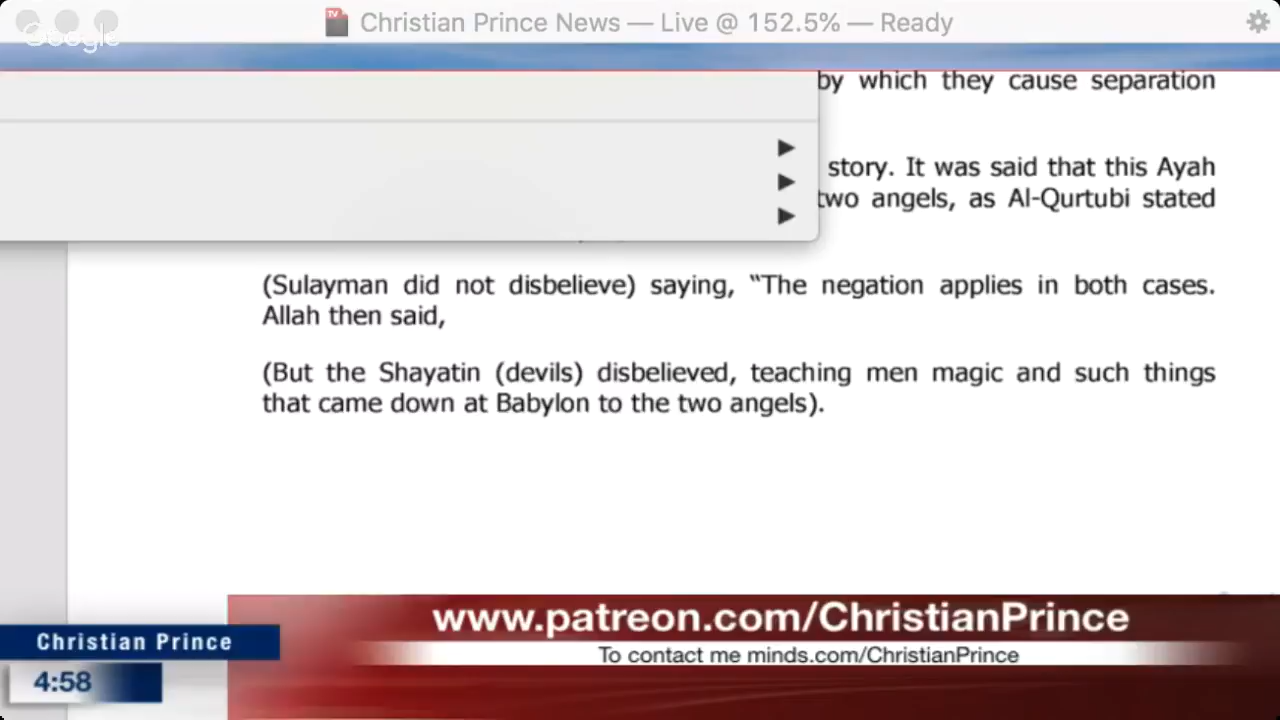 Christian Prince News — Live @ 152.5% — Ready
Google
by which they cause separation
story. It was said that this Ayah
two angels, as Al-Qurtubi stated
(Sulayman did not disbelieve) saying, “The negation applies in both cases.
Allah then said,
(But the Shayatin (devils) disbelieved, teaching men magic and such things
that came down at Babylon to the two angels).
www.patreon.com/ChristianPrince
Christian Prince
To contact me minds.com/ChristianPrince
4:58